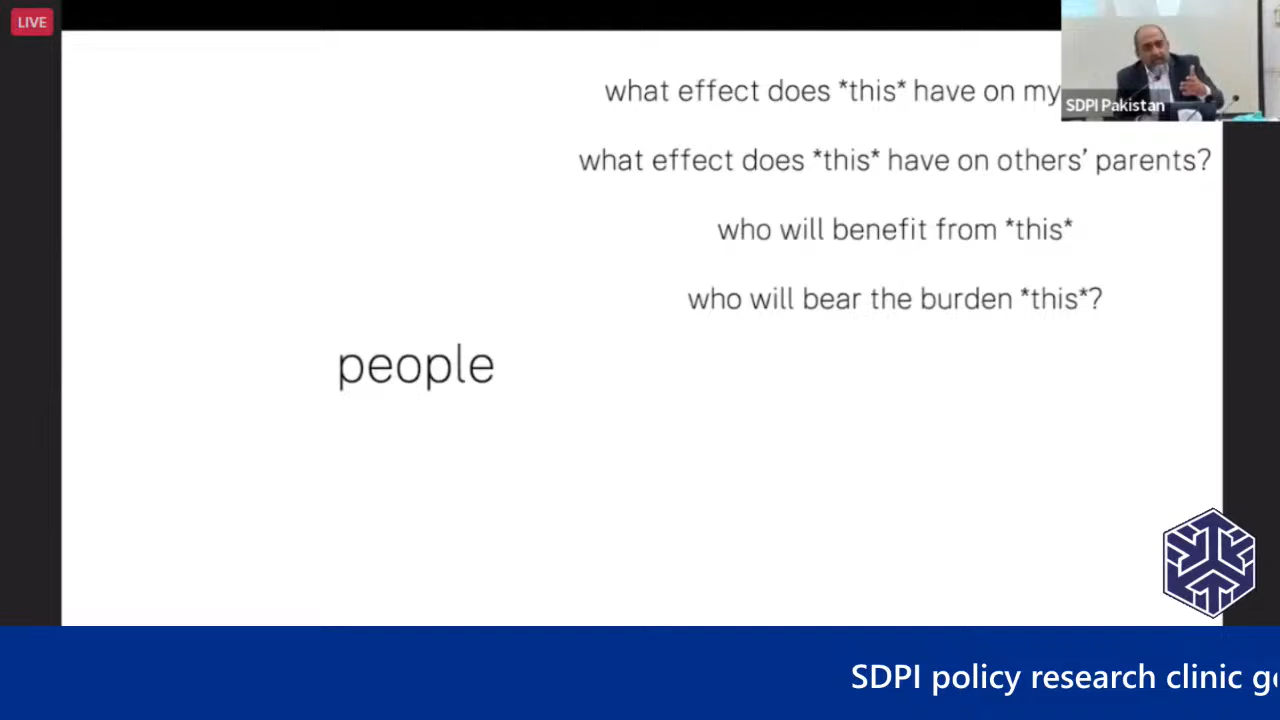 LIVE
what effect does *this* have on my
SDPI Pakistan
what effect does *this* have on others’ parents?
who will benefit from *this*
who will bear the burden *this*?
people
SDPI policy research clinic